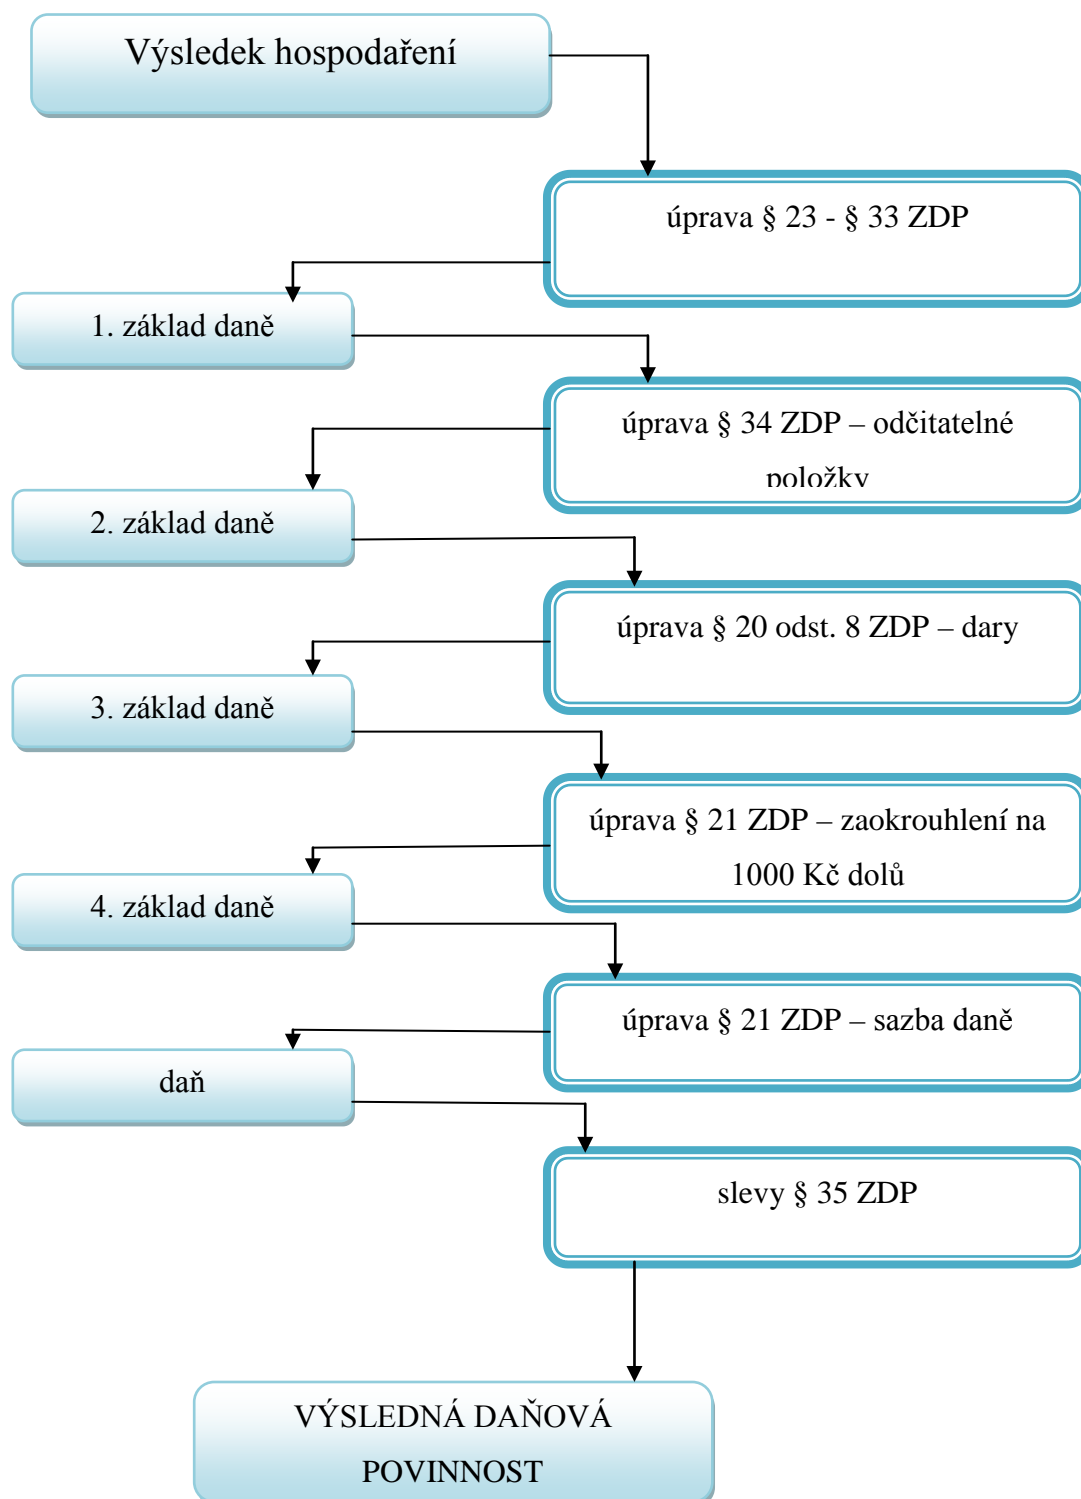 Výsledek hospodaření
úprava § 23 - § 33 ZDP
1. základ daně
úprava § 34 ZDP – odčitatelné
položky
2. základ daně
úprava § 20 odst. 8 ZDP – dary
3. základ daně
úprava § 21 ZDP – zaokrouhlení na
1000 Kč dolů
4. základ daně
úprava § 21 ZDP – sazba daně
daň
slevy § 35 ZDP
VÝSLEDNÁ DAŇOVÁ
POVINNOST